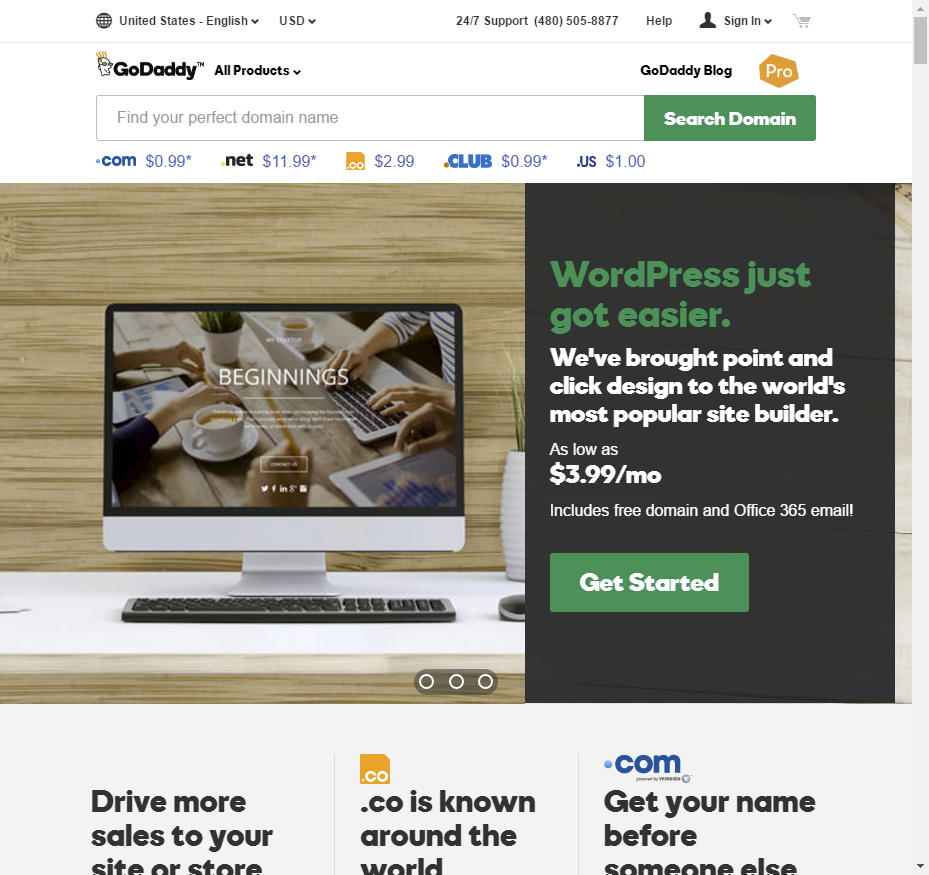 United States - English USD 24/7 Support (480) 505-8877 Help Sign In
GoDaddy™ All Products GoDaddy Blog Pro
Find your perfect domain name Search Domain
.com $0.99* .net $11.99* .co $2.99 .CLUB $0.99* .US $1.00
WordPress just
got easier.
We've brought point and
click design to the world's
most popular site builder.
As low as
$3.99/mo
Includes free domain and Office 365 email!
Get Started
MY STARTUP
BEGINNINGS
CONTACT US
.co
.com
powered by VERISIGN
Drive more
sales to your
site or store
.co is known
around the
world
Get your name
before
someone else